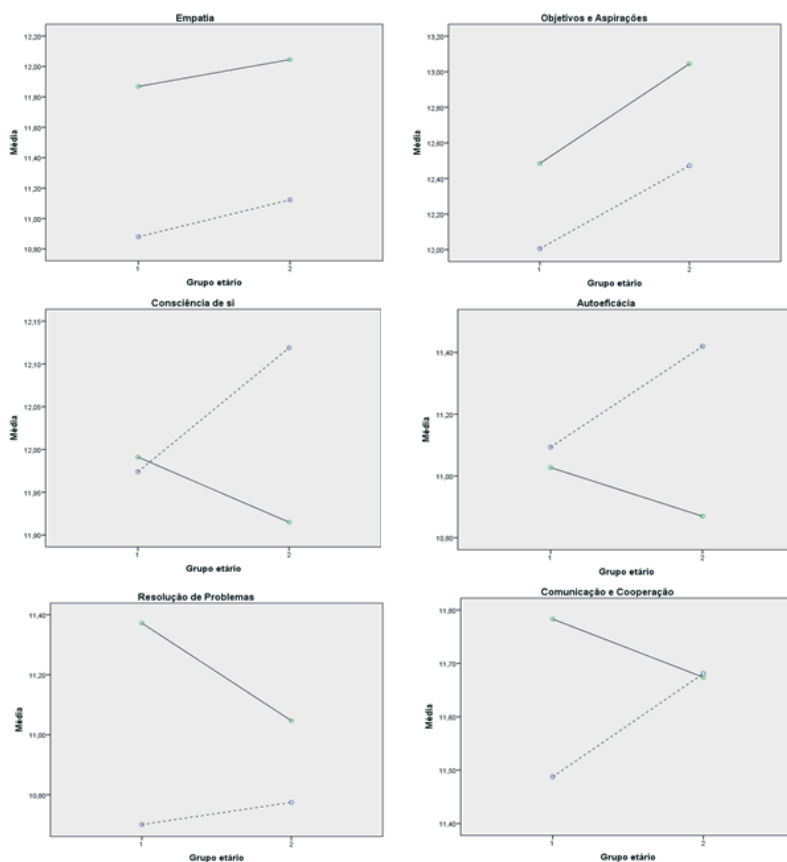 Empatia
12,20
12,00
11,80
11,60
11,40
11,20
11,00
10,80
Média
1 2
Grupo etário
Objetivos e Aspirações
13,20
13,00
12,80
12,60
12,40
12,20
12,00
Média
1 2
Grupo etário
Consciência de si
12,15
12,10
12,05
12,00
11,95
11,90
Média
1 2
Grupo etário
Autoeficácia
11,40
11,20
11,00
10,80
Média
1 2
Grupo etário
Resolução de Problemas
11,40
11,20
11,00
10,80
Média
1 2
Grupo etário
Comunicação e Cooperação
11,80
11,70
11,60
11,50
11,40
Média
1 2
Grupo etário